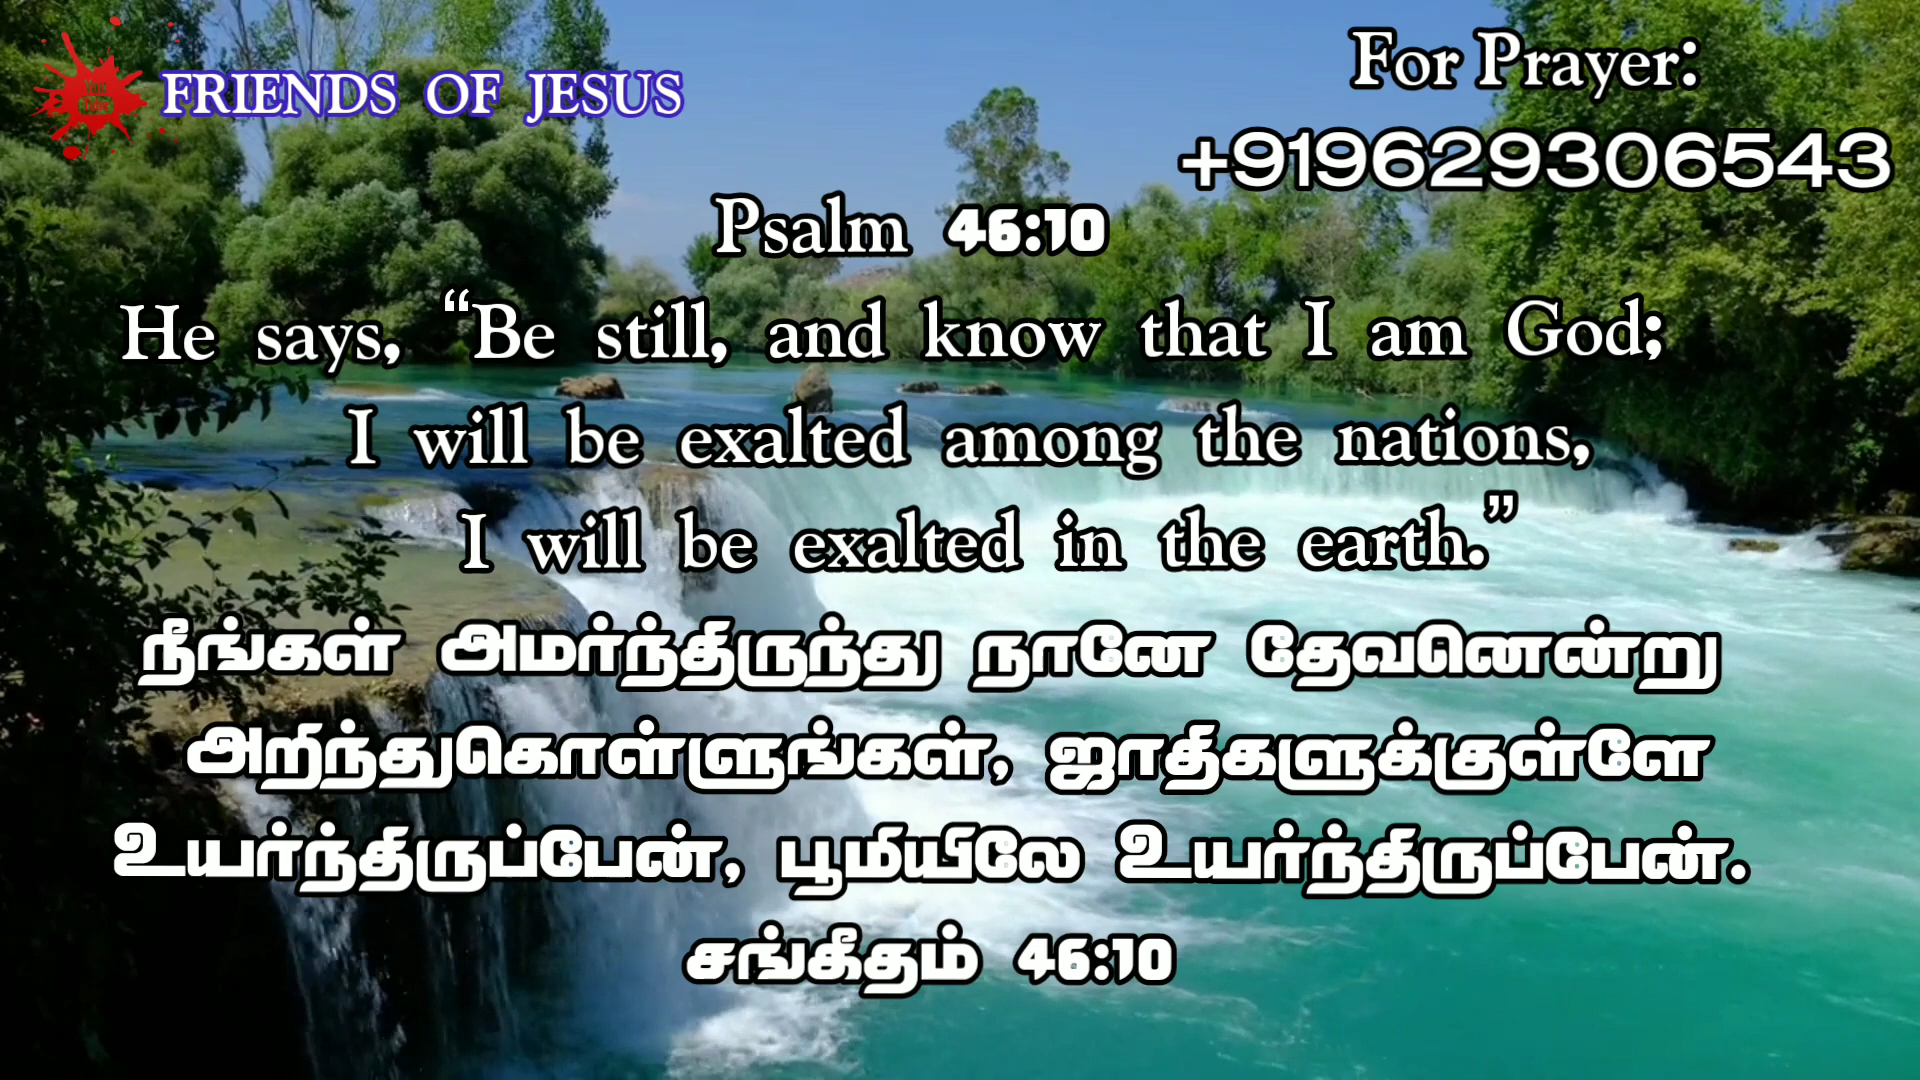 You
Tube
FRIENDS OF JESUS
For Prayer:
+919629306543
Psalm 46:10
He says, “Be still, and know that I am God;
I will be exalted among the nations,
I will be exalted in the earth.”
நீங்கள் அமர்ந்திருந்து நானே தேவனென்று
அறிந்துகொள்ளுங்கள், ஜாதிகளுக்குள்ளே
உயர்ந்திருப்பேன், பூமியிலே உயர்ந்திருப்பேன்.
சங்கீதம் 46:10